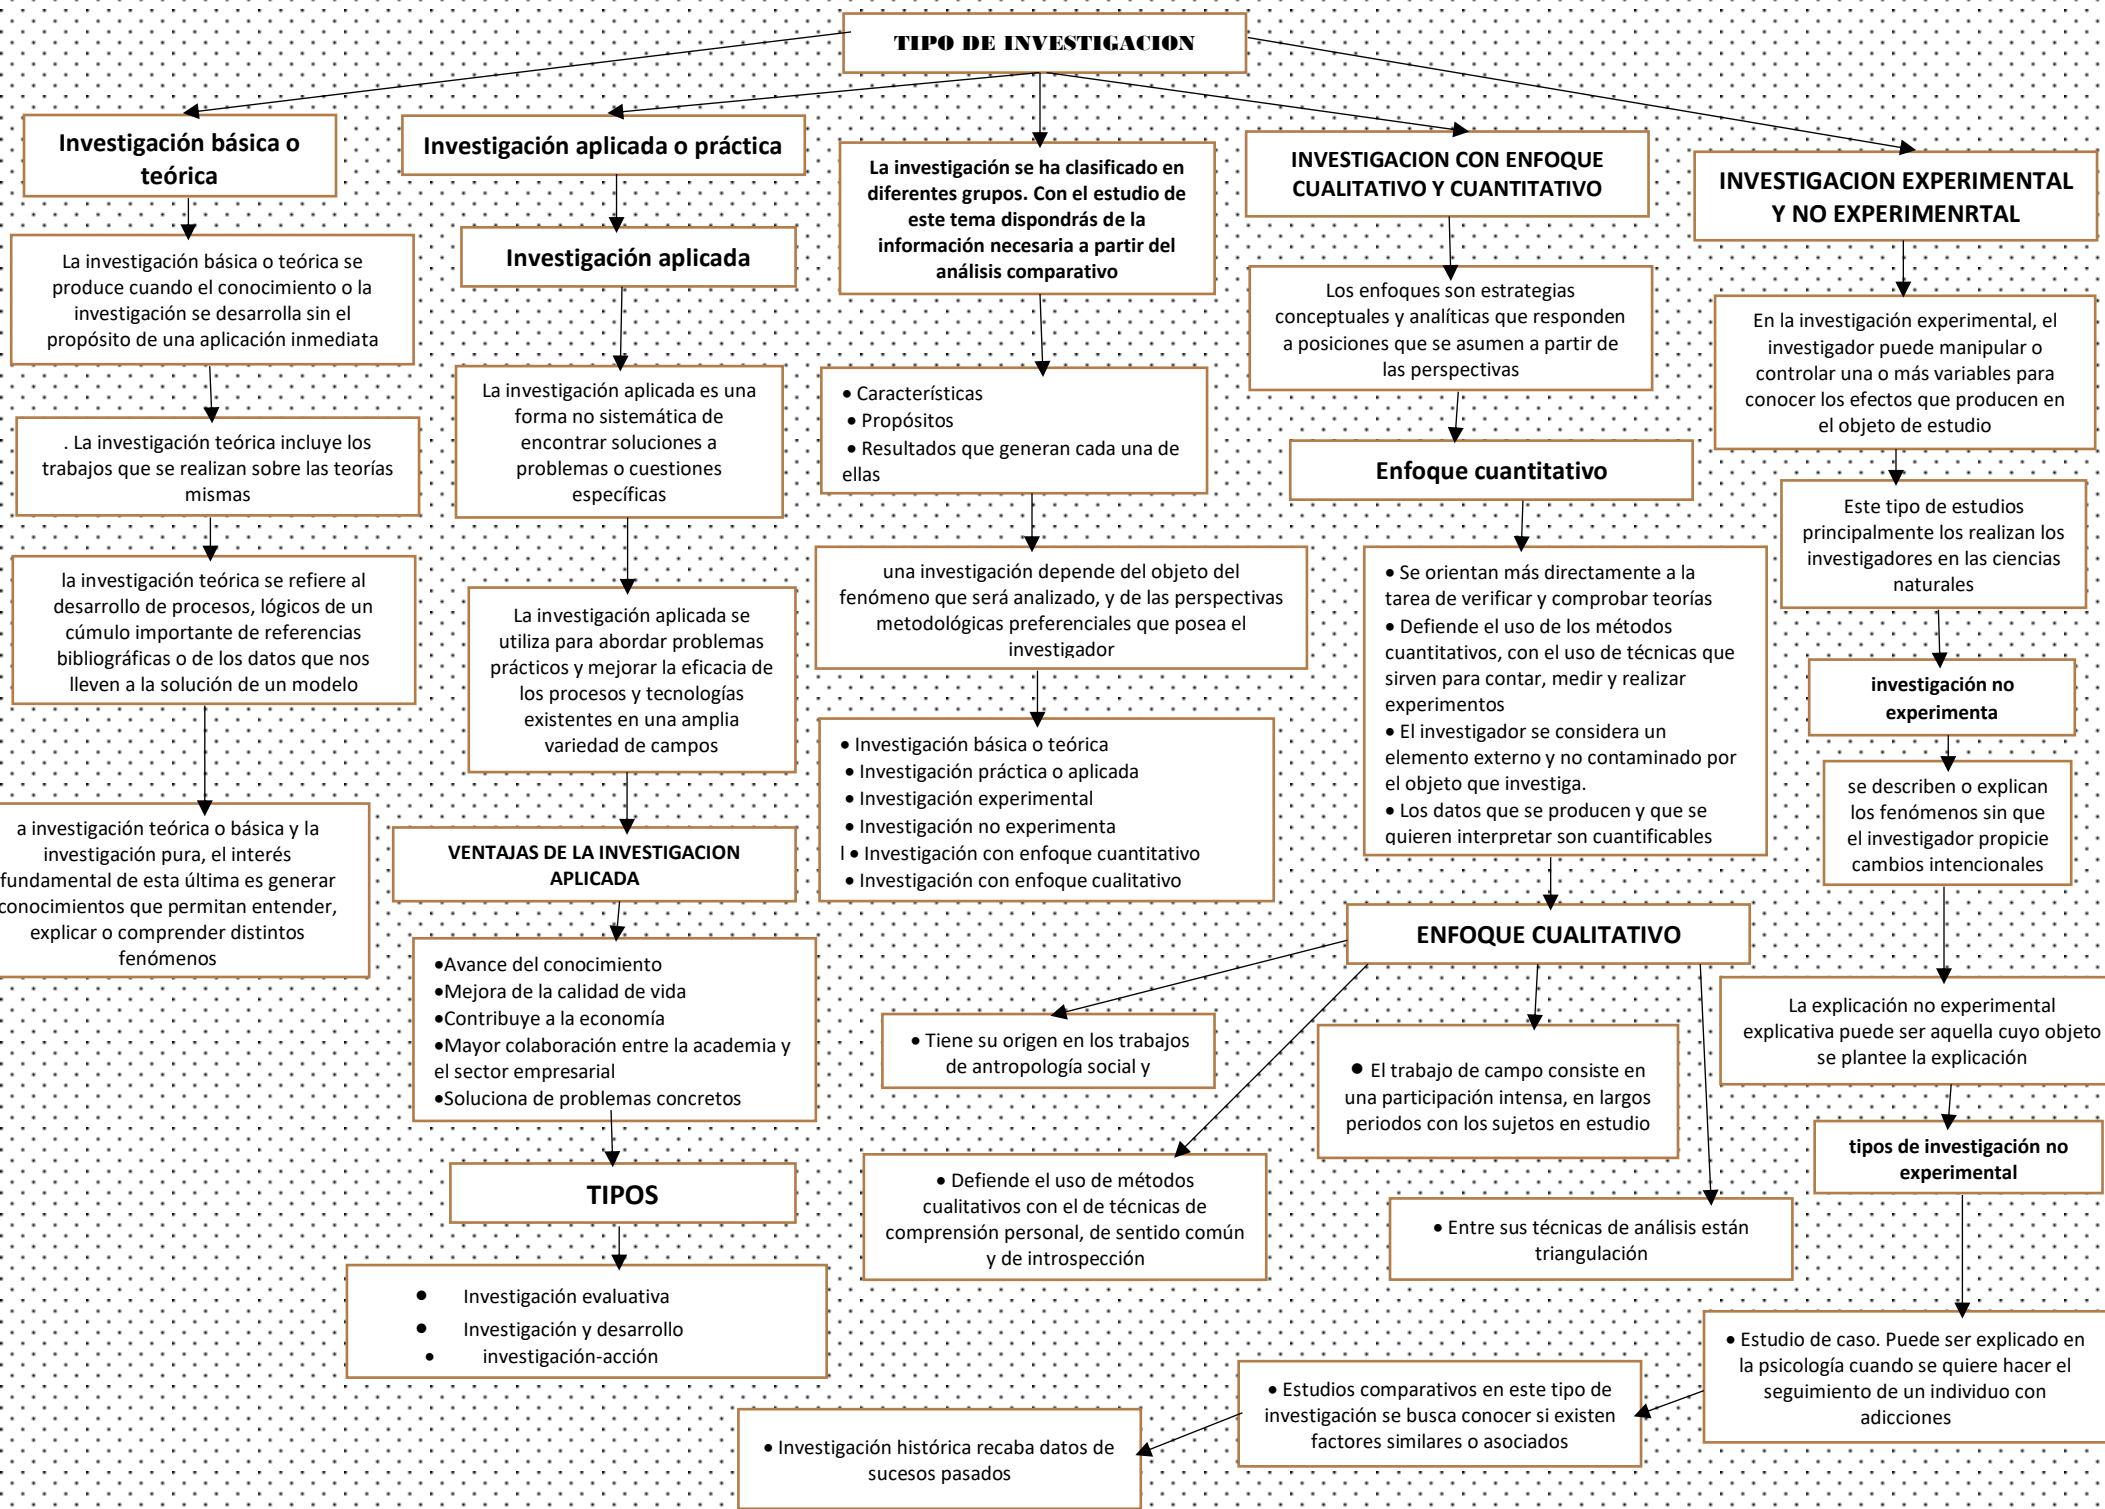 TIPO DE INVESTIGACION
Investigación básica o
teórica
La investigación básica o teórica se
produce cuando el conocimiento o la
investigación se desarrolla sin el
propósito de una aplicación inmediata
. La investigación teórica incluye los
trabajos que se realizan sobre las teorías
mismas
la investigación teórica se refiere al
desarrollo de procesos, lógicos de un
cúmulo importante de referencias
bibliográficas o de los datos que nos
lleven a la solución de un modelo
a investigación teórica o básica y la
investigación pura, el interés
fundamental de esta última es generar
conocimientos que permitan entender,
explicar o comprender distintos
fenómenos
Investigación aplicada o práctica
Investigación aplicada
La investigación aplicada es una
forma no sistemática de
encontrar soluciones a
problemas o cuestiones
específicas
La investigación aplicada se
utiliza para abordar problemas
prácticos y mejorar la eficacia de
los procesos y tecnologías
existentes en una amplia
variedad de campos
VENTAJAS DE LA INVESTIGACION
APLICADA
•Avance del conocimiento
•Mejora de la calidad de vida
•Contribuye a la economía
•Mayor colaboración entre la academia y
el sector empresarial
•Soluciona de problemas concretos
TIPOS
• Investigación evaluativa
• Investigación y desarrollo
• investigación-acción
La investigación se ha clasificado en
diferentes grupos. Con el estudio de
este tema dispondrás de la
información necesaria a partir del
análisis comparativo
• Características
• Propósitos
• Resultados que generan cada una de
ellas
una investigación depende del objeto del
fenómeno que será analizado, y de las perspectivas
metodológicas preferenciales que posea el
investigador
• Investigación básica o teórica
• Investigación práctica o aplicada
• Investigación experimental
• Investigación no experimenta
l • Investigación con enfoque cuantitativo
• Investigación con enfoque cualitativo
INVESTIGACION CON ENFOQUE
CUALITATIVO Y CUANTITATIVO
Los enfoques son estrategias
conceptuales y analíticas que responden
a posiciones que se asumen a partir de
las perspectivas
Enfoque cuantitativo
• Se orientan más directamente a la
tarea de verificar y comprobar teorías
• Defiende el uso de los métodos
cuantitativos, con el uso de técnicas que
sirven para contar, medir y realizar
experimentos
• El investigador se considera un
elemento externo y no contaminado por
el objeto que investiga.
• Los datos que se producen y que se
quieren interpretar son cuantificables
ENFOQUE CUALITATIVO
• Tiene su origen en los trabajos
de antropología social y
• Defiende el uso de métodos
cualitativos con el de técnicas de
comprensión personal, de sentido común
y de introspección
• El trabajo de campo consiste en
una participación intensa, en largos
periodos con los sujetos en estudio
• Entre sus técnicas de análisis están
triangulación
INVESTIGACION EXPERIMENTAL
Y NO EXPERIMENRTAL
En la investigación experimental, el
investigador puede manipular o
controlar una o más variables para
conocer los efectos que producen en
el objeto de estudio
Este tipo de estudios
principalmente los realizan los
investigadores en las ciencias
naturales
investigación no
experimenta
se describen o explican
los fenómenos sin que
el investigador propicie
cambios intencionales
La explicación no experimental
explicativa puede ser aquella cuyo objeto
se plantee la explicación
tipos de investigación no
experimental
• Estudio de caso. Puede ser explicado en
la psicología cuando se quiere hacer el
seguimiento de un individuo con
adicciones
• Estudios comparativos en este tipo de
investigación se busca conocer si existen
factores similares o asociados
• Investigación histórica recaba datos de
sucesos pasados